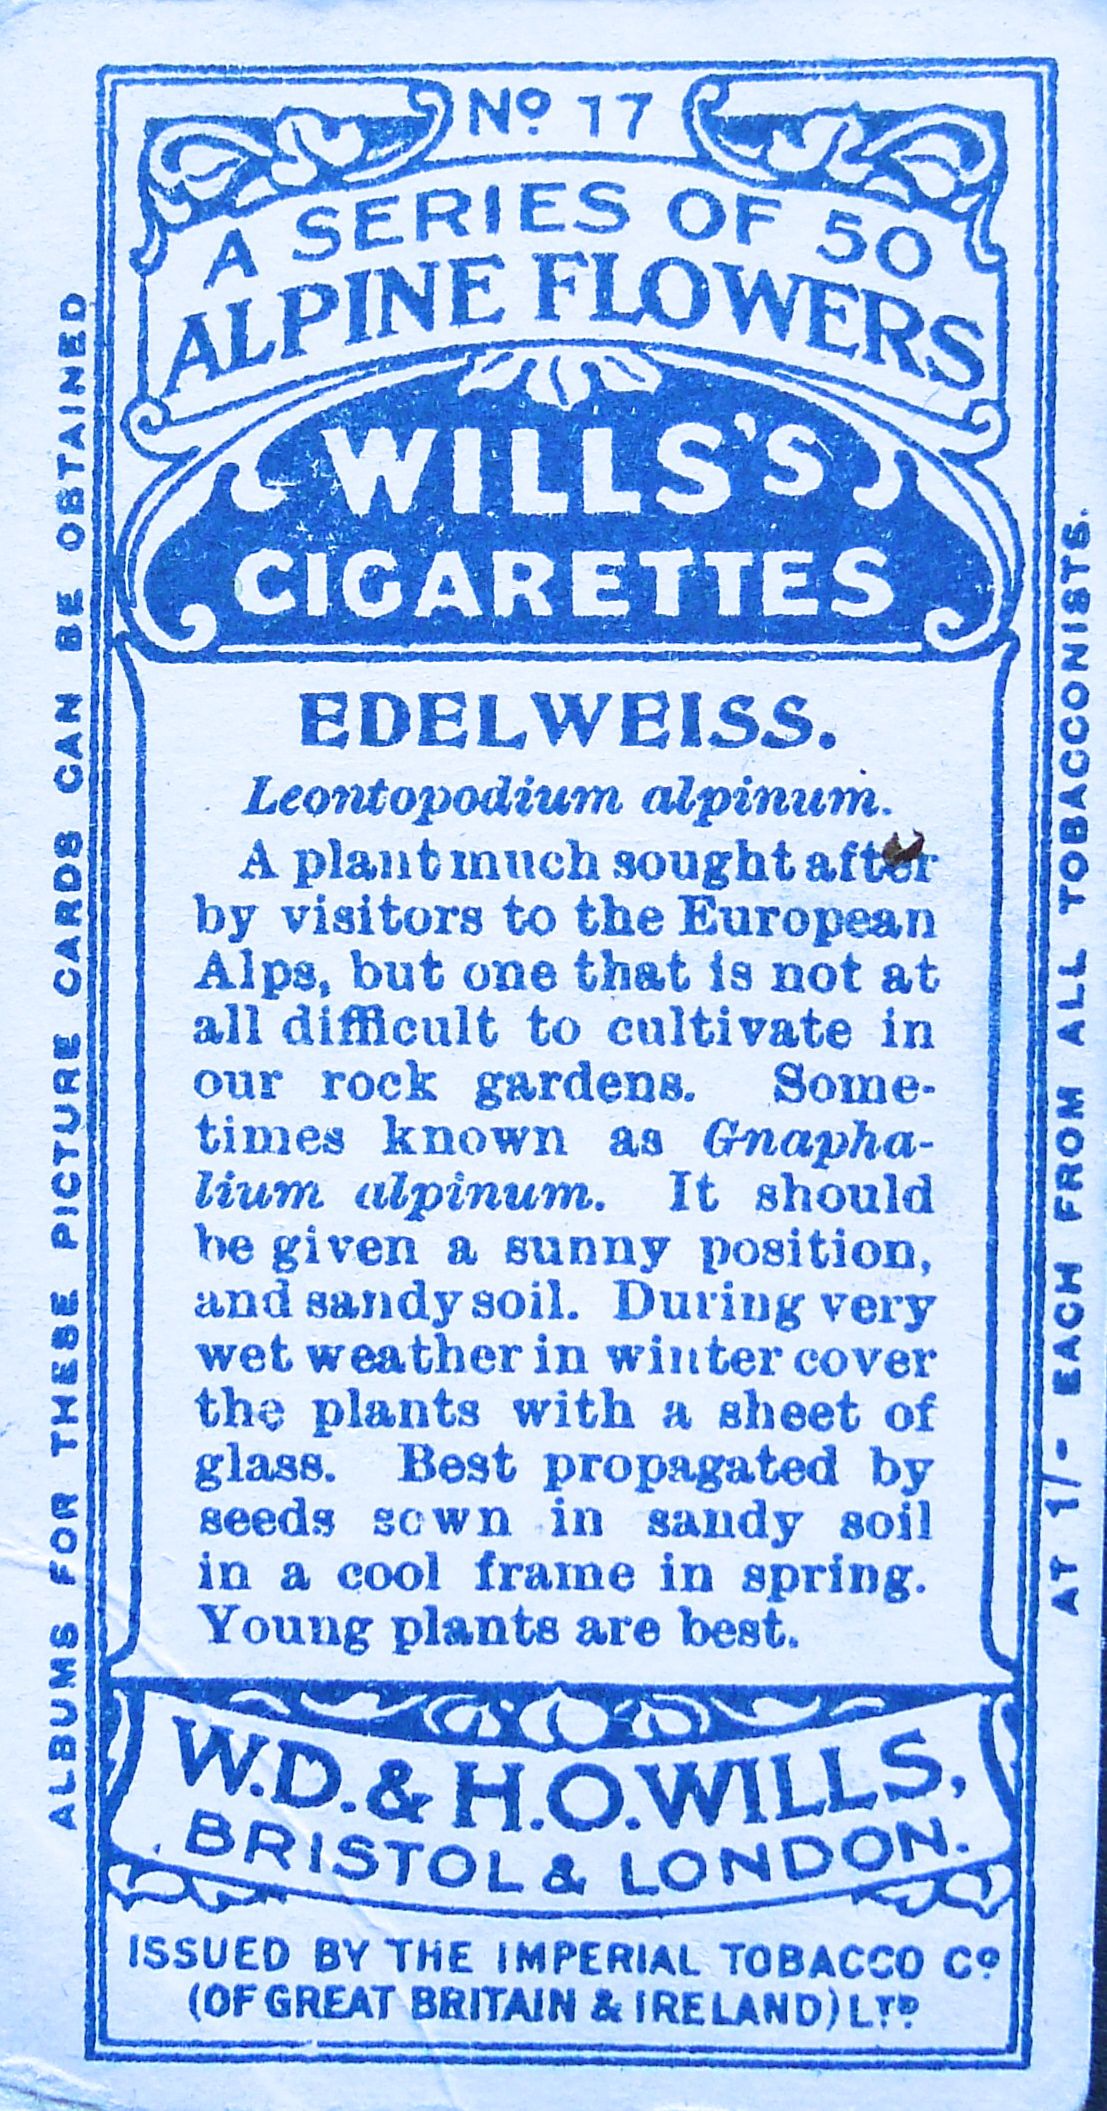 No. 17
A SERIES OF 50
ALPINE FLOWERS
WILLS'S
CIGARETTES
EDELWEISS.
Leontopodium alpinum.
A plant much sought after
by visitors to the European
Alps, but one that is not at
all difficult to cultivate in
our rock gardens. Some-
times known as Gnapha-
lium alpinum. It should
be given a sunny position,
and sandy soil. During very
wet weather in winter cover
the plants with a sheet of
glass. Best propagated by
seeds sown in sandy soil
in a cool frame in spring.
Young plants are best.
W.D. & H.O. WILLS,
BRISTOL & LONDON.
ISSUED BY THE IMPERIAL TOBACCO Co.
(OF GREAT BRITAIN & IRELAND) LTD.
ALBUMS FOR THESE PICTURE CARDS CAN BE OBTAINED
AT 1/- EACH FROM ALL TOBACCONISTS.